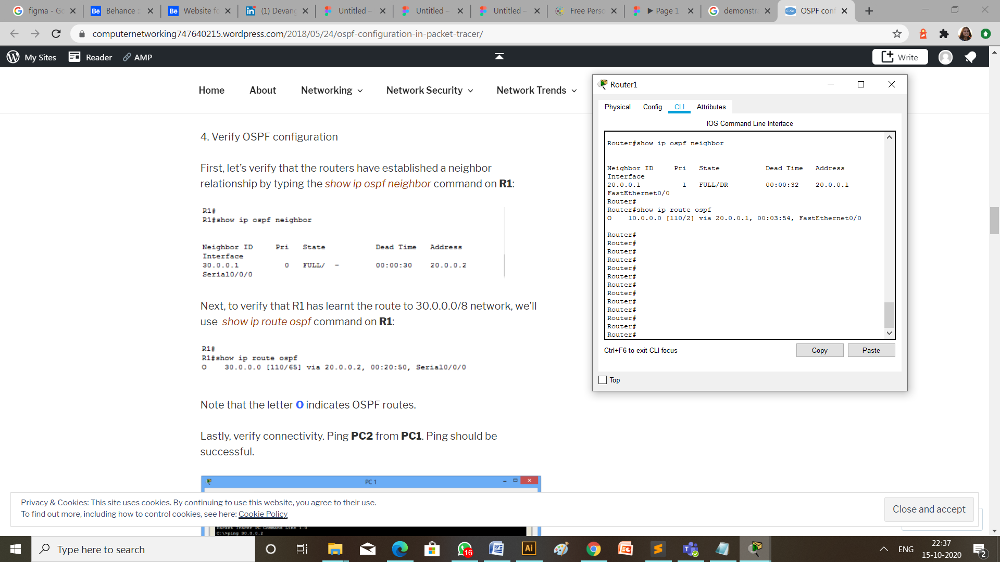 figma - Go
Behance ::
Website fo
(1) Devang
Untitled –
Untitled –
Untitled –
Free Perso
▶ Page 1
demonstra
OSPF conf
computernetworking747640215.wordpress.com/2018/05/24/ospf-configuration-in-packet-tracer/
My Sites
Reader
AMP
Write
Home
About
Networking
Network Security
Network Trends
4. Verify OSPF configuration
First, let’s verify that the routers have established a neighbor
relationship by typing the show ip ospf neighbor command on R1:
R1#
R1#show ip ospf neighbor
Neighbor ID Pri State Dead Time Address
Interface
30.0.0.1 0 FULL/ - 00:00:30 20.0.0.2
Serial0/0/0
Next, to verify that R1 has learnt the route to 30.0.0.0/8 network, we’ll
use show ip route ospf command on R1:
R1#
R1#show ip route ospf
O 30.0.0.0 [110/65] via 20.0.0.2, 00:20:50, Serial0/0/0
Note that the letter O indicates OSPF routes.
Lastly, verify connectivity. Ping PC2 from PC1. Ping should be
successful.
PC 1
Packet Tracer PC Command Line 1.0
C:\>ping 30.0.0.2
Router1
Physical
Config
CLI
Attributes
IOS Command Line Interface
Router#show ip ospf neighbor
Neighbor ID Pri State Dead Time Address
Interface
20.0.0.1 1 FULL/DR 00:00:32 20.0.0.1
FastEthernet0/0
Router#
Router#show ip route ospf
O 10.0.0.0 [110/2] via 20.0.0.1, 00:03:54, FastEthernet0/0
Router#
Router#
Router#
Router#
Router#
Router#
Router#
Router#
Router#
Router#
Router#
Router#
Router#
Ctrl+F6 to exit CLI focus
Copy
Paste
Top
Privacy & Cookies: This site uses cookies. By continuing to use this website, you agree to their use.
To find out more, including how to control cookies, see here: Cookie Policy
Close and accept
Type here to search
16
Ai
ENG
22:37
15-10-2020
2